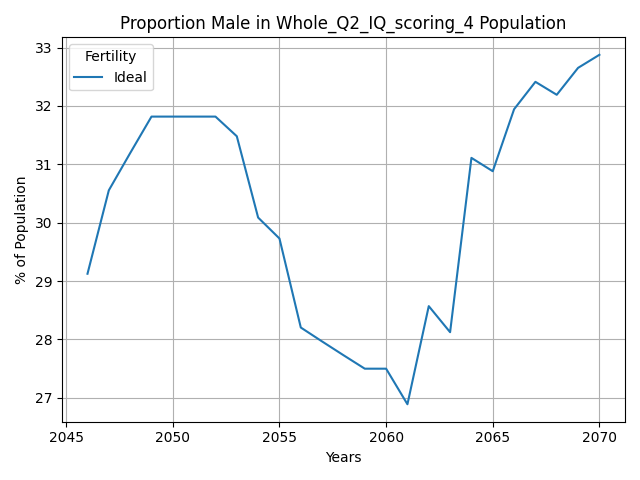 Proportion Male in Whole_Q2_IQ_scoring_4 Population
Fertility
Ideal
% of Population
33
32
31
30
29
28
27
2045 2050 2055 2060 2065 2070
Years